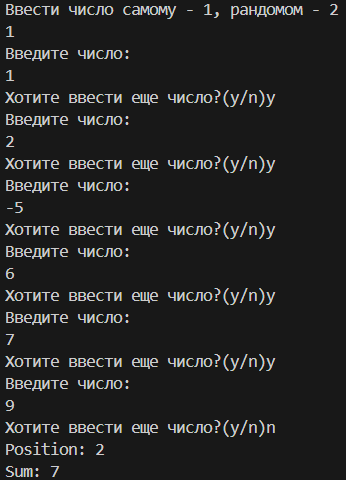 Ввести число самому - 1, рандомом - 2
1
Введите число:
1
Хотите ввести еще число?(y/n)y
Введите число:
2
Хотите ввести еще число?(y/n)y
Введите число:
-5
Хотите ввести еще число?(y/n)y
Введите число:
6
Хотите ввести еще число?(y/n)y
Введите число:
7
Хотите ввести еще число?(y/n)y
Введите число:
9
Хотите ввести еще число?(y/n)n
Position: 2
Sum: 7